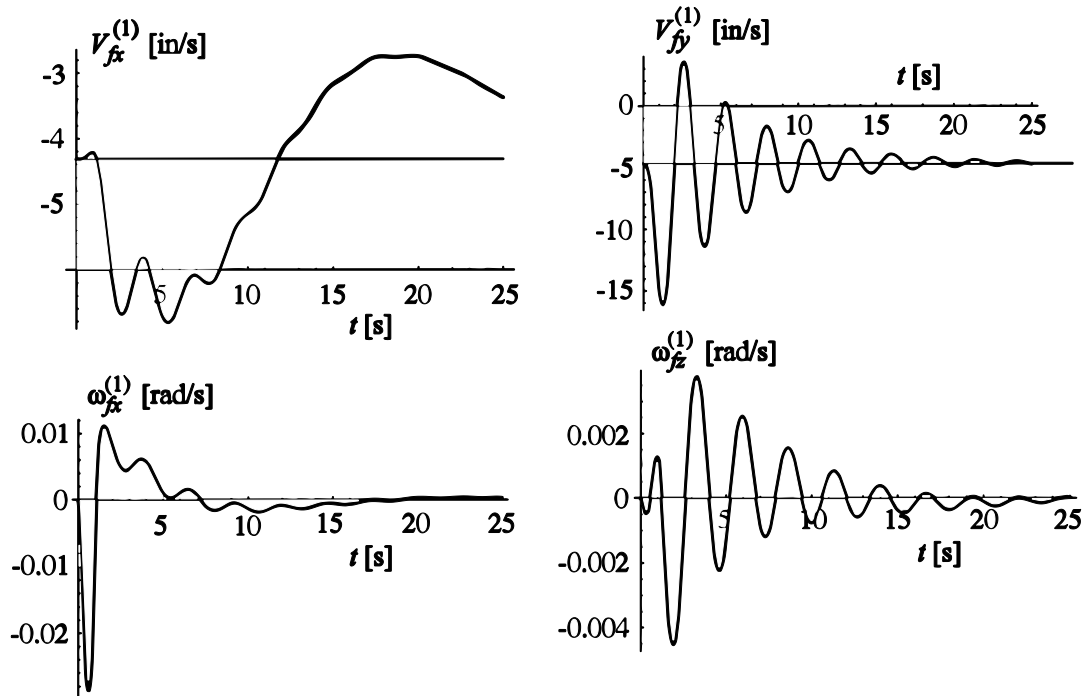 V_fx^(1) [in/s]
-3
-4
-5
5 10 15 20 25
t [s]
V_fy^(1) [in/s]
t [s]
0
5 10 15 20 25
-5
-10
-15
ω_fx^(1) [rad/s]
0.01
0
5 10 15 20 25
t [s]
-0.01
-0.02
ω_fz^(1) [rad/s]
0.002
0
5 10 15 20 25
t [s]
-0.002
-0.004